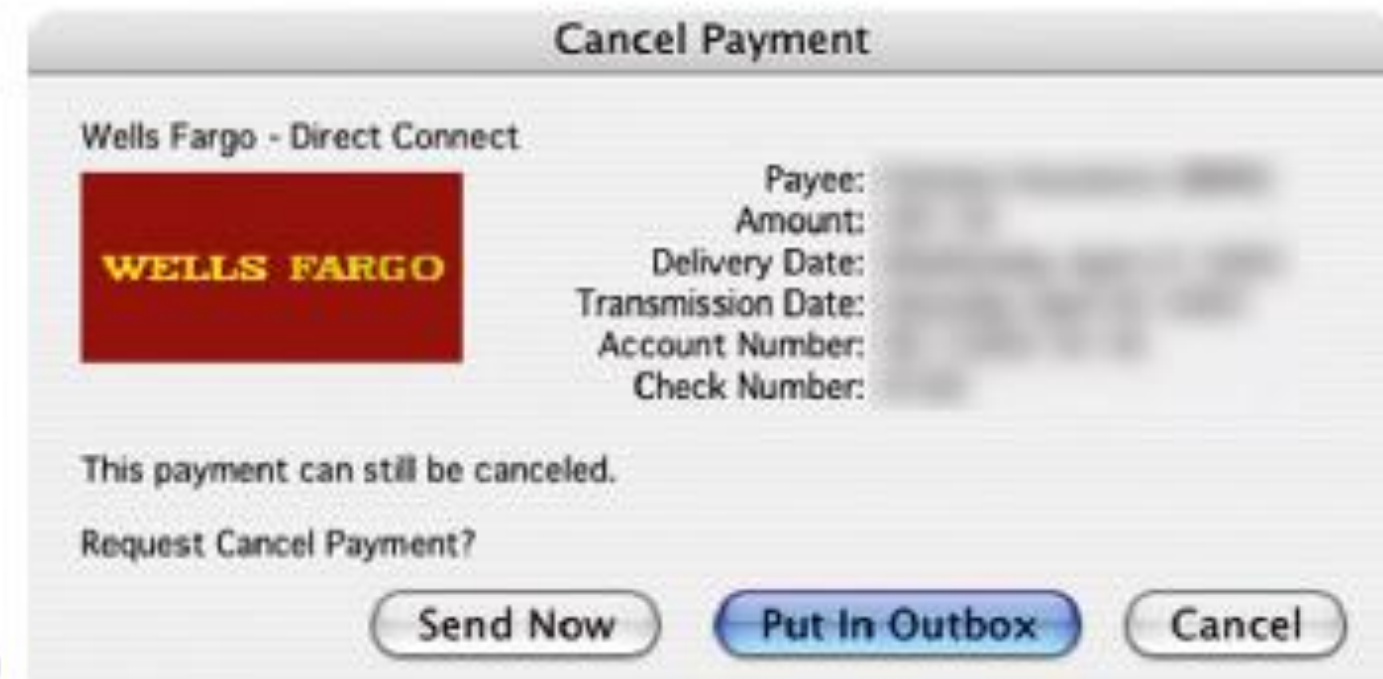 Cancel Payment
Wells Fargo - Direct Connect
WELLS FARGO
Payee:
Amount:
Delivery Date:
Transmission Date:
Account Number:
Check Number:
This payment can still be canceled.
Request Cancel Payment?
Send Now
Put In Outbox
Cancel